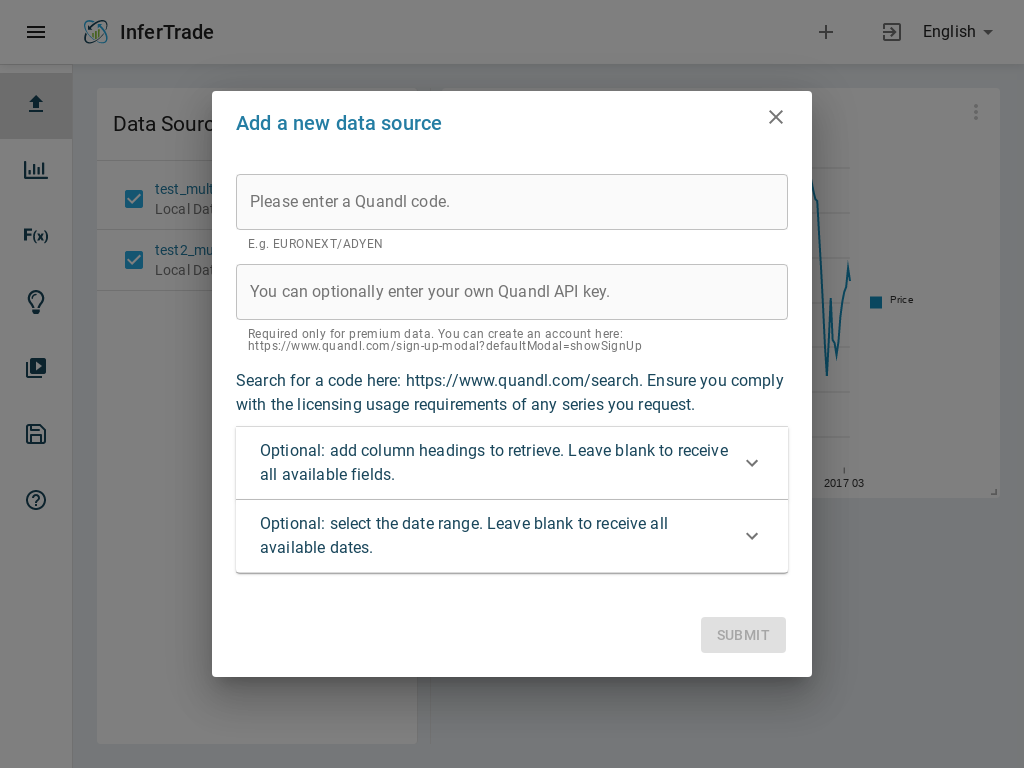 InferTrade
English
Data Sourc
Add a new data source
test_mult
Local Dat
test2_mu
Local Dat
F(x)
Please enter a Quandl code.
E.g. EURONEXT/ADYEN
You can optionally enter your own Quandl API key.
Required only for premium data. You can create an account here:
https://www.quandl.com/sign-up-modal?defaultModal=showSignUp
Search for a code here: https://www.quandl.com/search. Ensure you comply
with the licensing usage requirements of any series you request.
Optional: add column headings to retrieve. Leave blank to receive
all available fields.
Optional: select the date range. Leave blank to receive all
available dates.
SUBMIT
Price
2017 03